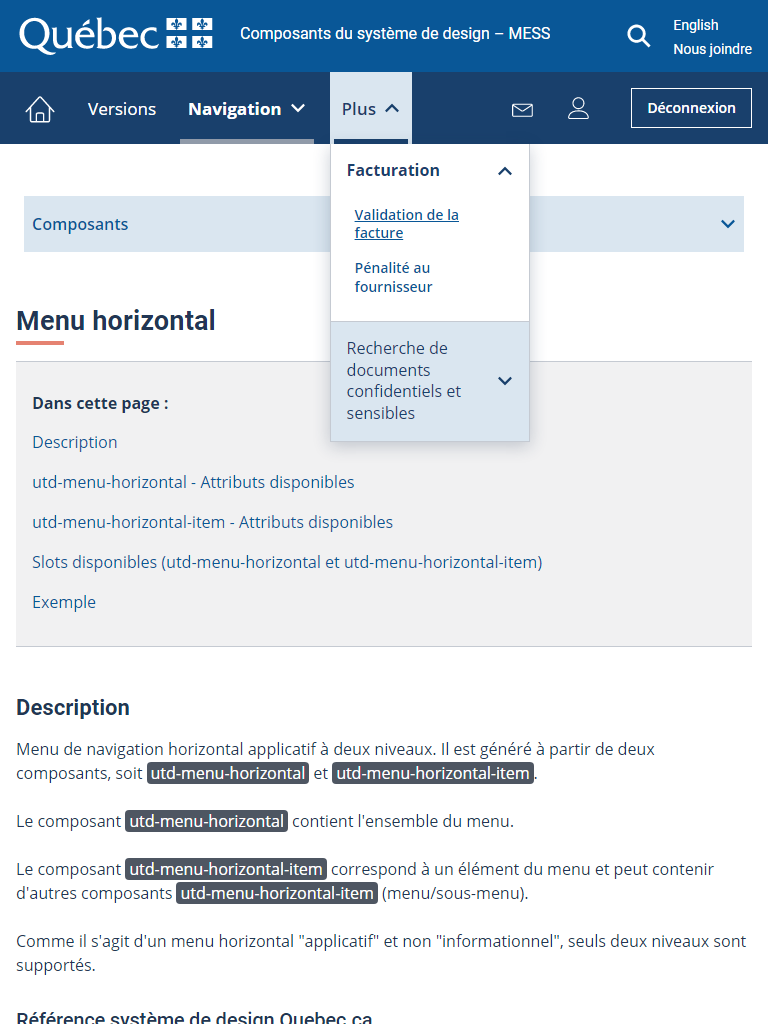 Québec
Composants du système de design – MESS
English
Nous joindre
Versions
Navigation
Plus
Déconnexion
Facturation
Validation de la
facture
Pénalité au
fournisseur
Recherche de
documents
confidentiels et
sensibles
Composants
Menu horizontal
Dans cette page :
Description
utd-menu-horizontal - Attributs disponibles
utd-menu-horizontal-item - Attributs disponibles
Slots disponibles (utd-menu-horizontal et utd-menu-horizontal-item)
Exemple
Description
Menu de navigation horizontal applicatif à deux niveaux. Il est généré à partir de deux
composants, soit utd-menu-horizontal et utd-menu-horizontal-item.
Le composant utd-menu-horizontal contient l'ensemble du menu.
Le composant utd-menu-horizontal-item correspond à un élément du menu et peut contenir
d'autres composants utd-menu-horizontal-item (menu/sous-menu).
Comme il s'agit d'un menu horizontal "applicatif" et non "informationnel", seuls deux niveaux sont
supportés.
Référence système de design Quebec.ca